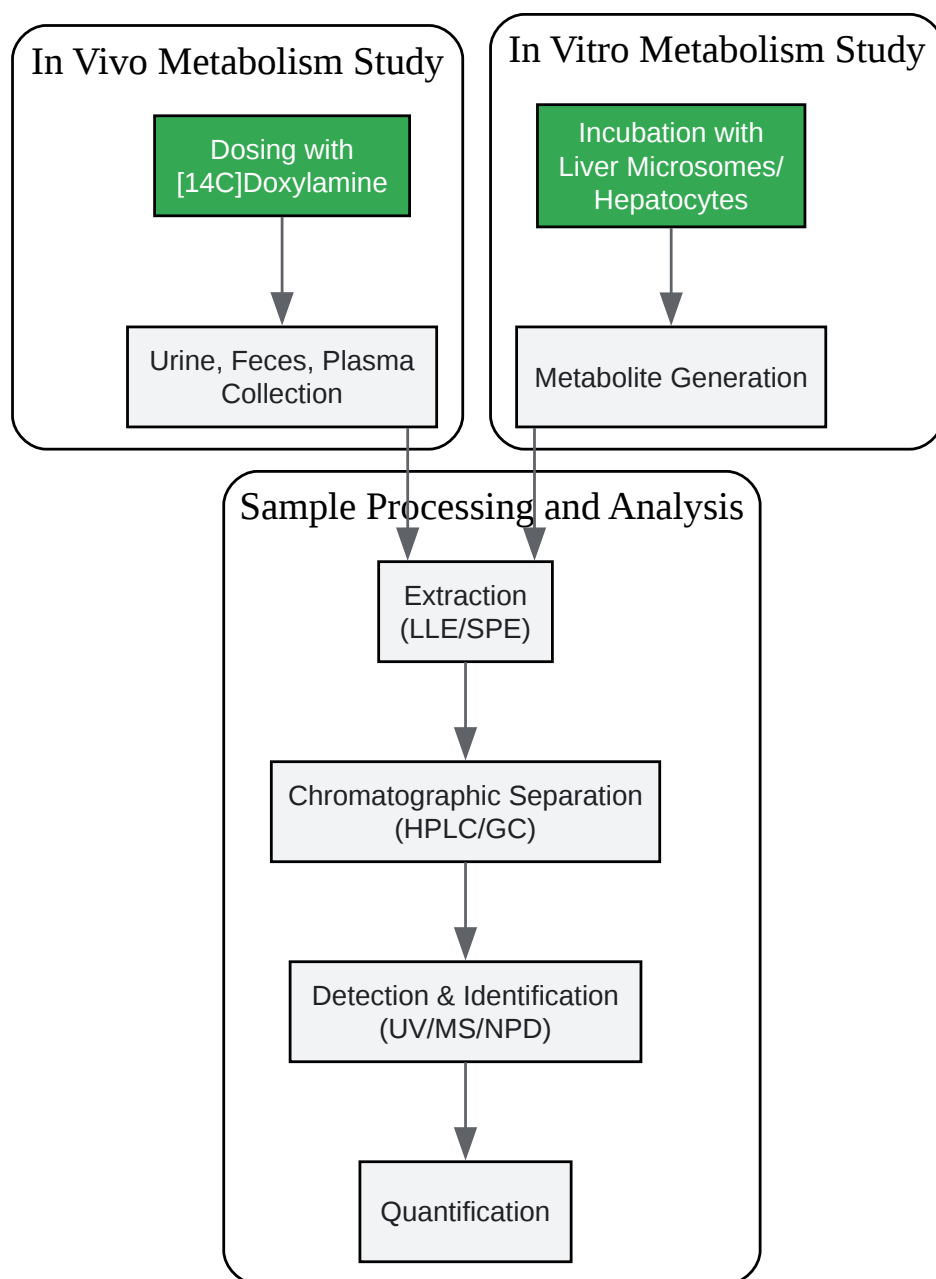 In Vivo Metabolism Study
Dosing with
[14C]Doxylamine
Urine, Feces, Plasma
Collection
In Vitro Metabolism Study
Incubation with
Liver Microsomes/
Hepatocytes
Metabolite Generation
Sample Processing and Analysis
Extraction
(LLE/SPE)
Chromatographic Separation
(HPLC/GC)
Detection & Identification
(UV/MS/NPD)
Quantification